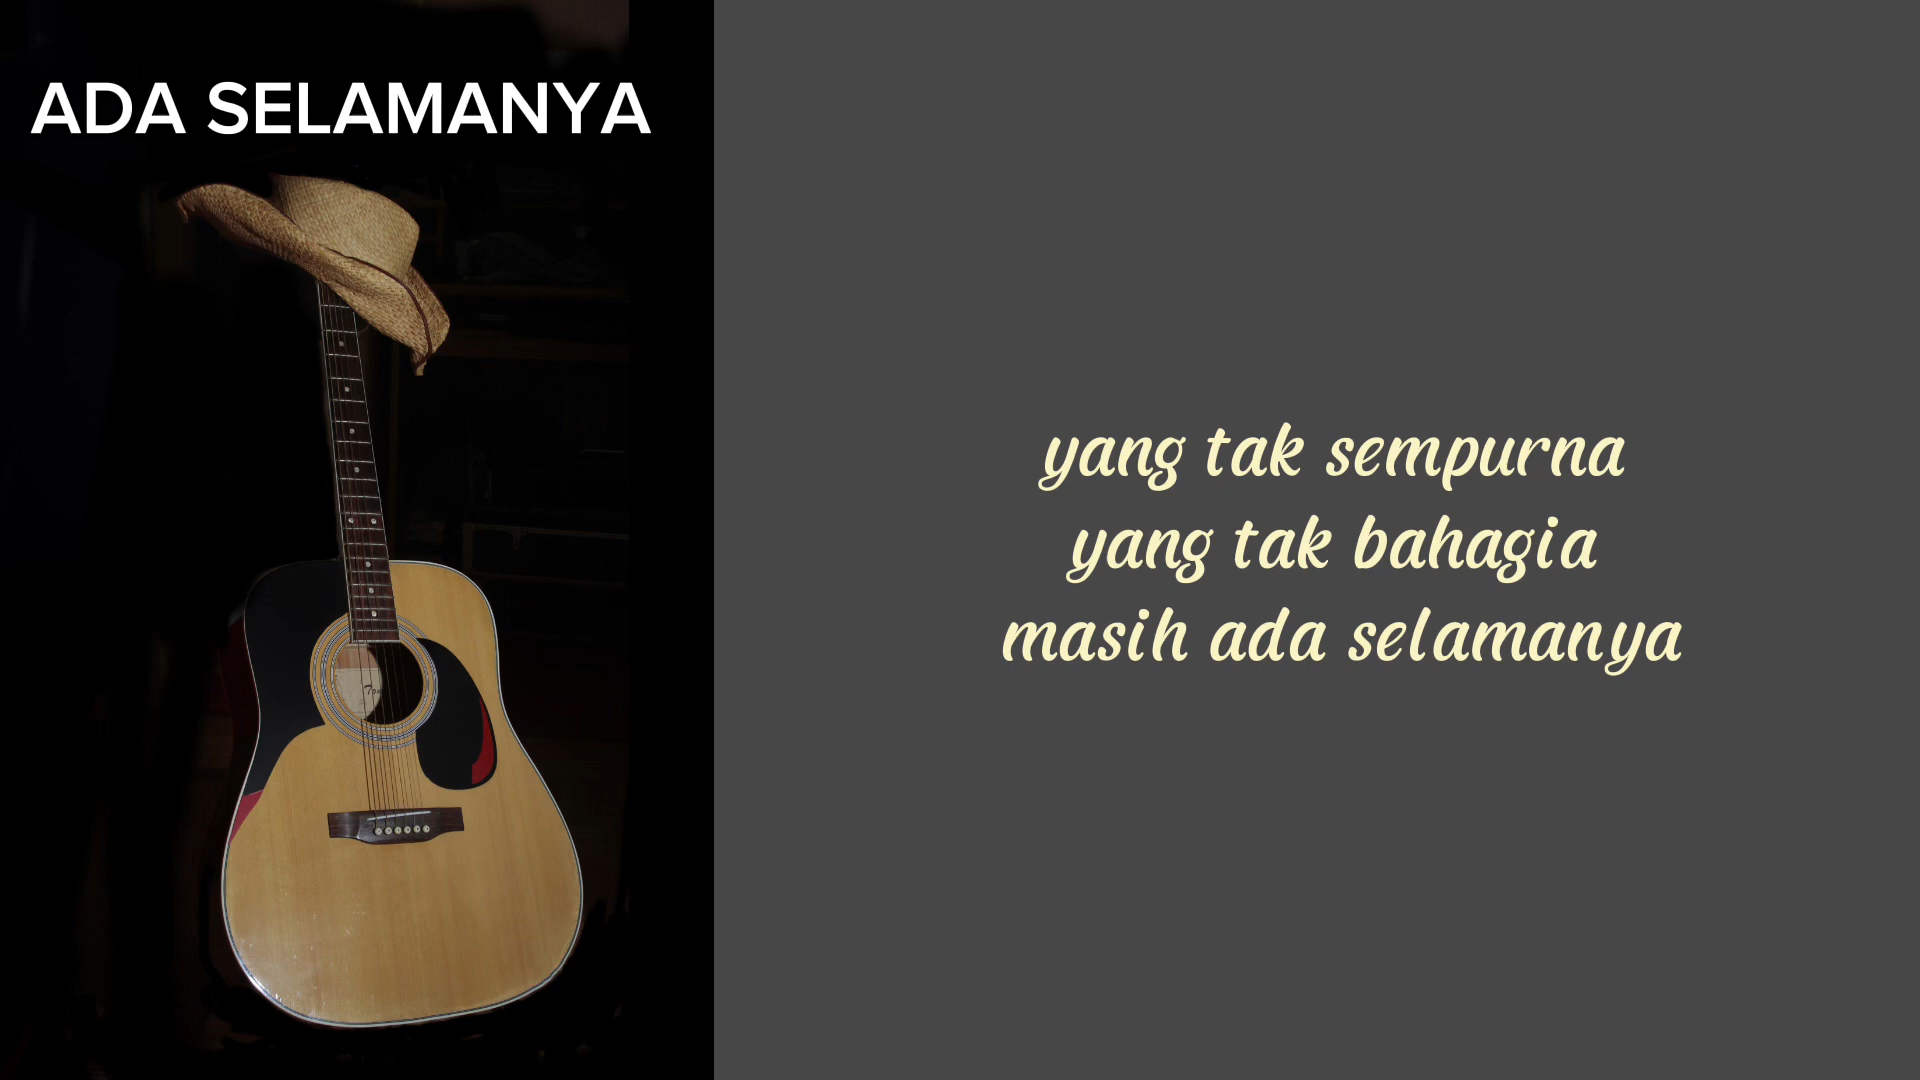 ADA SELAMANYA
yang tak sempurna
yang tak bahagia
masih ada selamanya